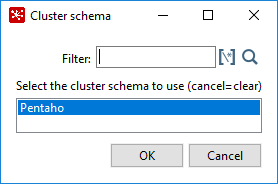 Cluster schema
Filter: [.*]
Select the cluster schema to use (cancel=clear)
Pentaho
OK Cancel